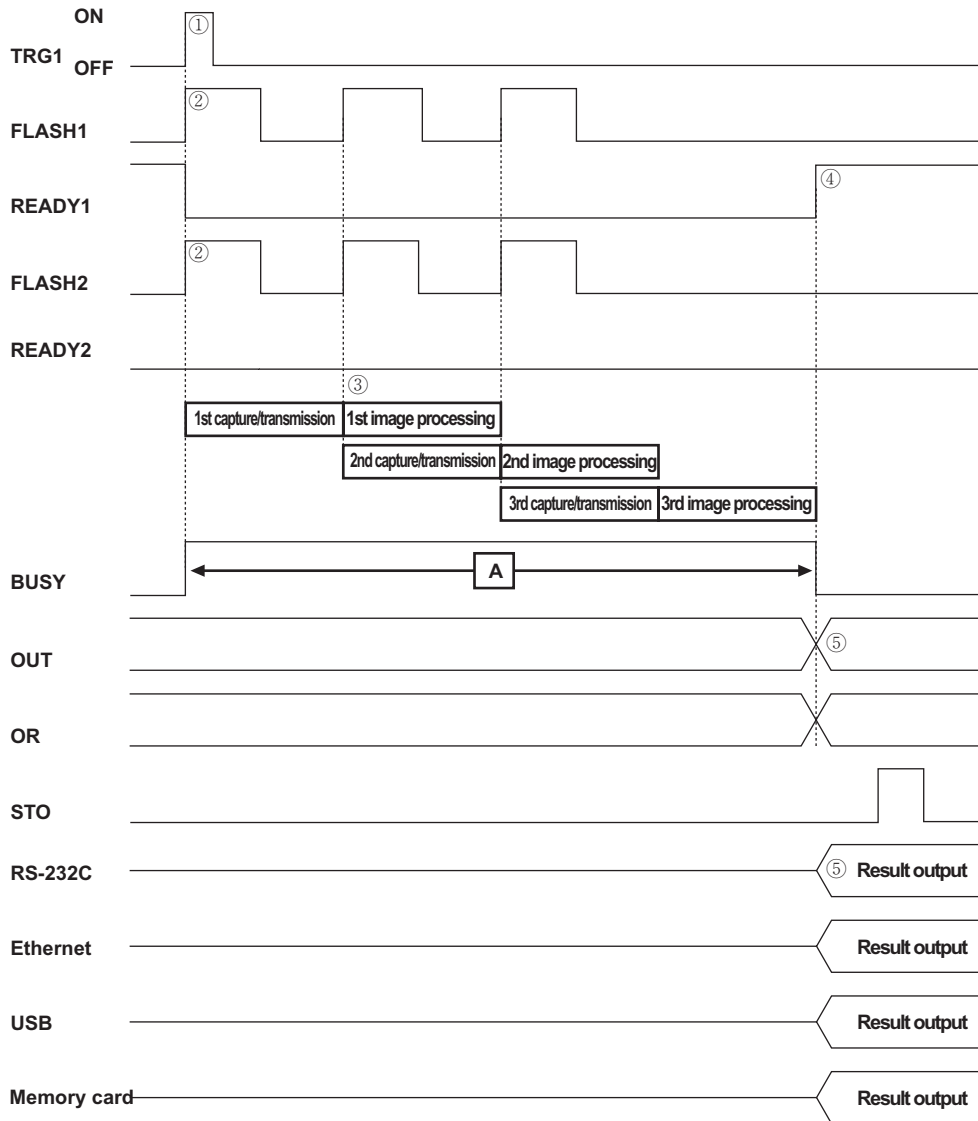 ON
①
TRG1
OFF
②
FLASH1
④
READY1
②
FLASH2
READY2
③
1st capture/transmission 1st image processing
2nd capture/transmission 2nd image processing
3rd capture/transmission 3rd image processing
A
BUSY
⑤
OUT
OR
STO
RS-232C ⑤ Result output
Ethernet Result output
USB Result output
Memory card Result output